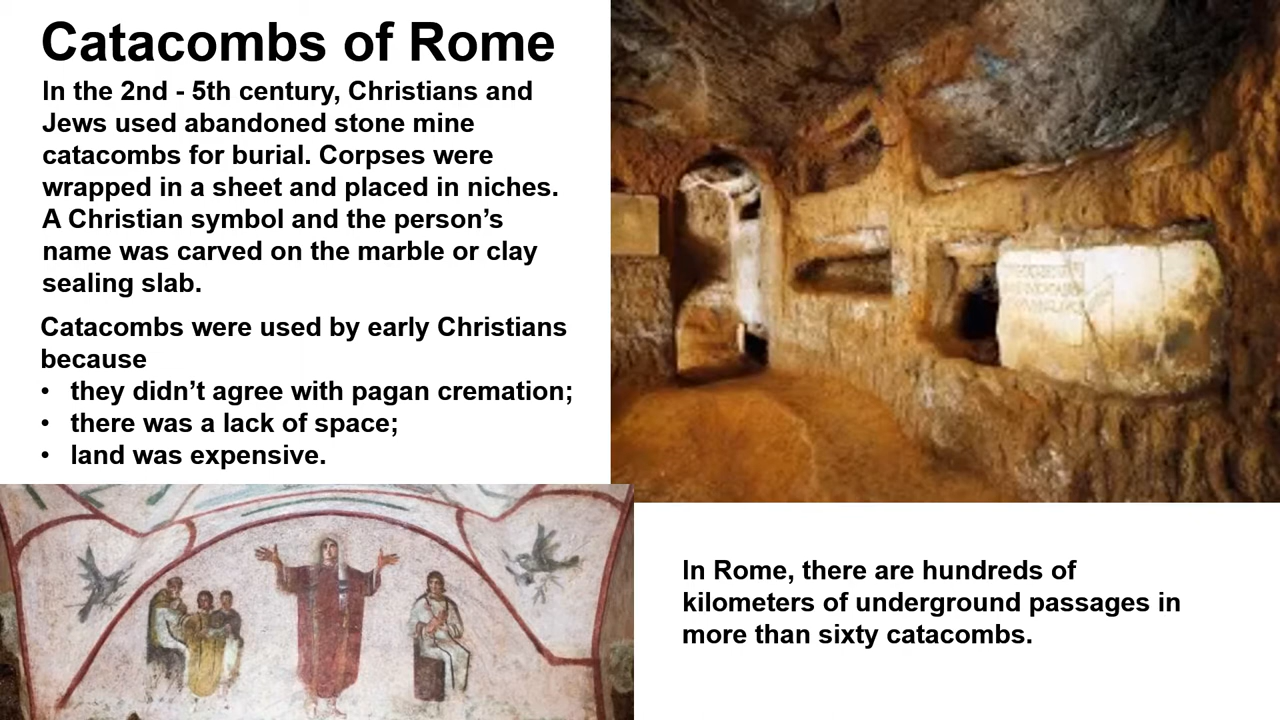 Catacombs of Rome
In the 2nd - 5th century, Christians and
Jews used abandoned stone mine
catacombs for burial. Corpses were
wrapped in a sheet and placed in niches.
A Christian symbol and the person’s
name was carved on the marble or clay
sealing slab.
Catacombs were used by early Christians
because
• they didn’t agree with pagan cremation;
• there was a lack of space;
• land was expensive.
In Rome, there are hundreds of
kilometers of underground passages in
more than sixty catacombs.